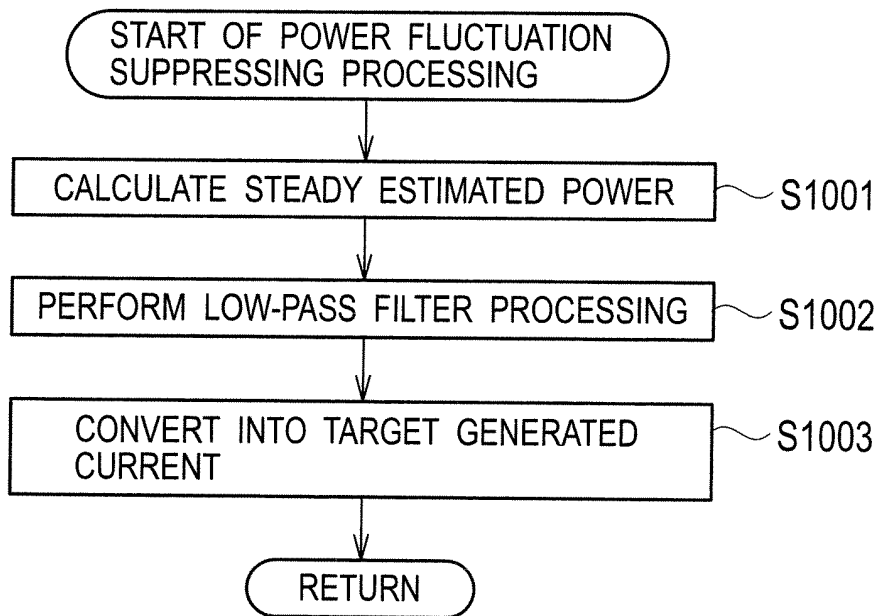 START OF POWER FLUCTUATION
SUPPRESSING PROCESSING
CALCULATE STEADY ESTIMATED POWER
S1001
PERFORM LOW-PASS FILTER PROCESSING
S1002
CONVERT INTO TARGET GENERATED
CURRENT
S1003
RETURN